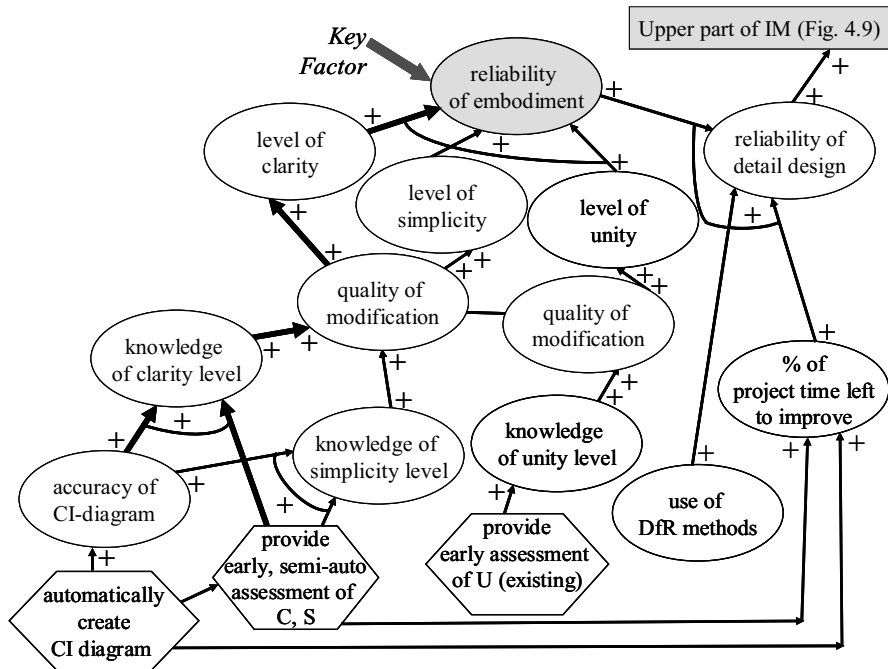 Upper part of IM (Fig. 4.9)
Key
Factor
reliability
of embodiment
+
+
+
+
+
level of
clarity
+
+
+
reliability of
detail design
level of
simplicity
level of
unity
+
+
+
+
+
+
+
quality of
modification
quality of
modification
+
+
+
+
+
+
knowledge
of clarity level
% of
project time left
to improve
+
+
+
+
knowledge of
simplicity level
knowledge
of unity level
+
+
+
+
accuracy of
CI-diagram
+
+
+
use of
DfR methods
+
provide
early, semi-auto
assessment of
C, S
provide
early assessment
of U (existing)
automatically
create
CI diagram